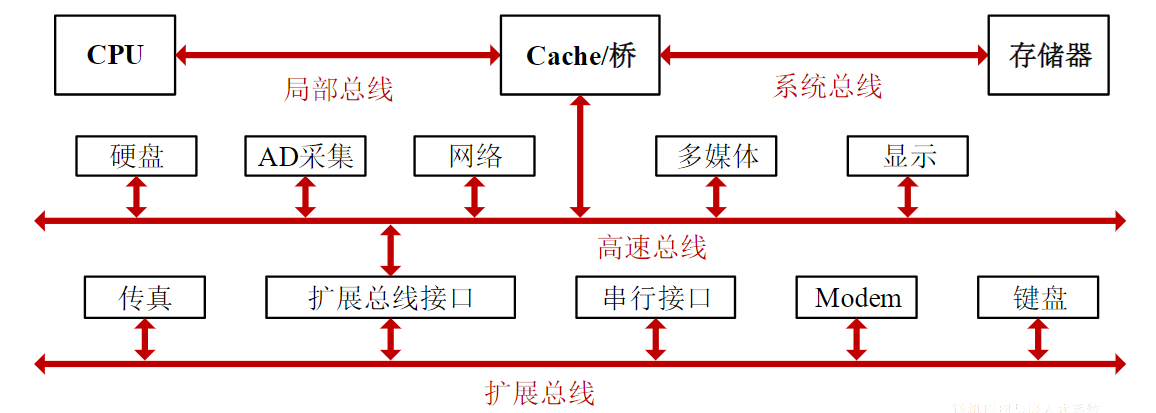 CPU
Cache/桥
存储器
局部总线
系统总线
硬盘
AD采集
网络
多媒体
显示
高速总线
传真
扩展总线接口
串行接口
Modem
键盘
扩展总线